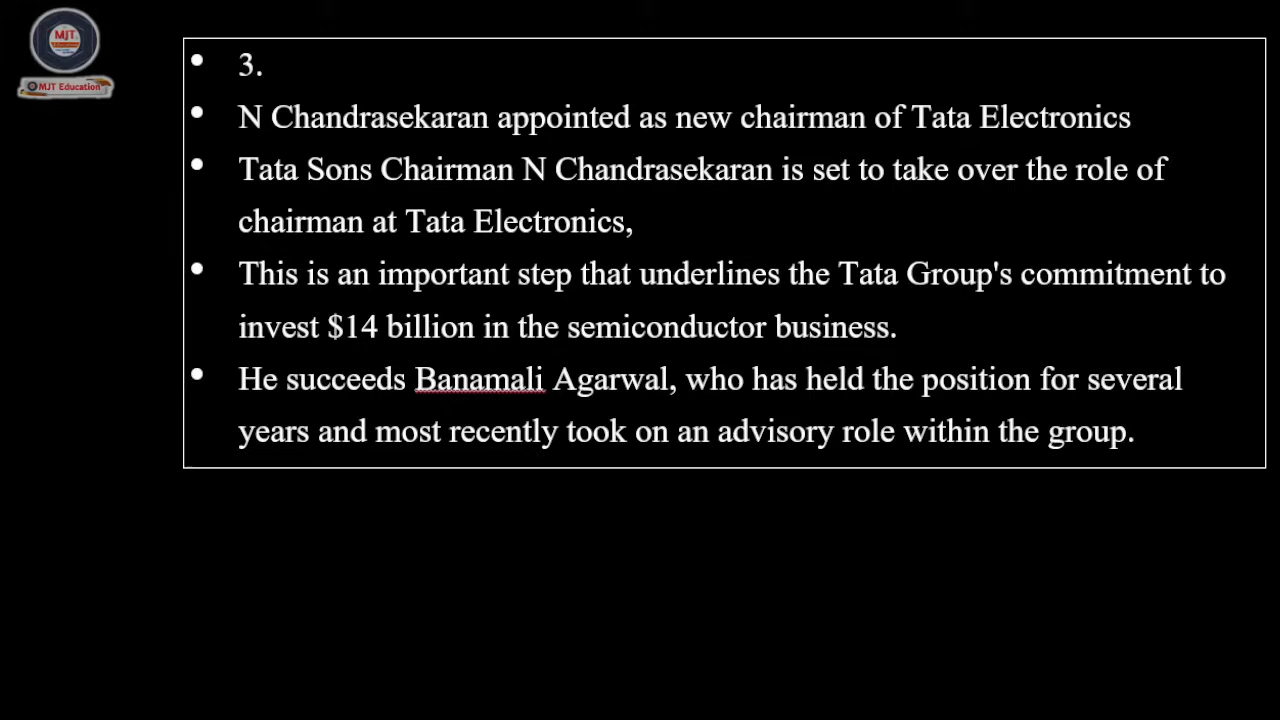 MJT
MJT Education
• 3.
• N Chandrasekaran appointed as new chairman of Tata Electronics
• Tata Sons Chairman N Chandrasekaran is set to take over the role of
chairman at Tata Electronics,
• This is an important step that underlines the Tata Group's commitment to
invest $14 billion in the semiconductor business.
• He succeeds Banamali Agarwal, who has held the position for several
years and most recently took on an advisory role within the group.